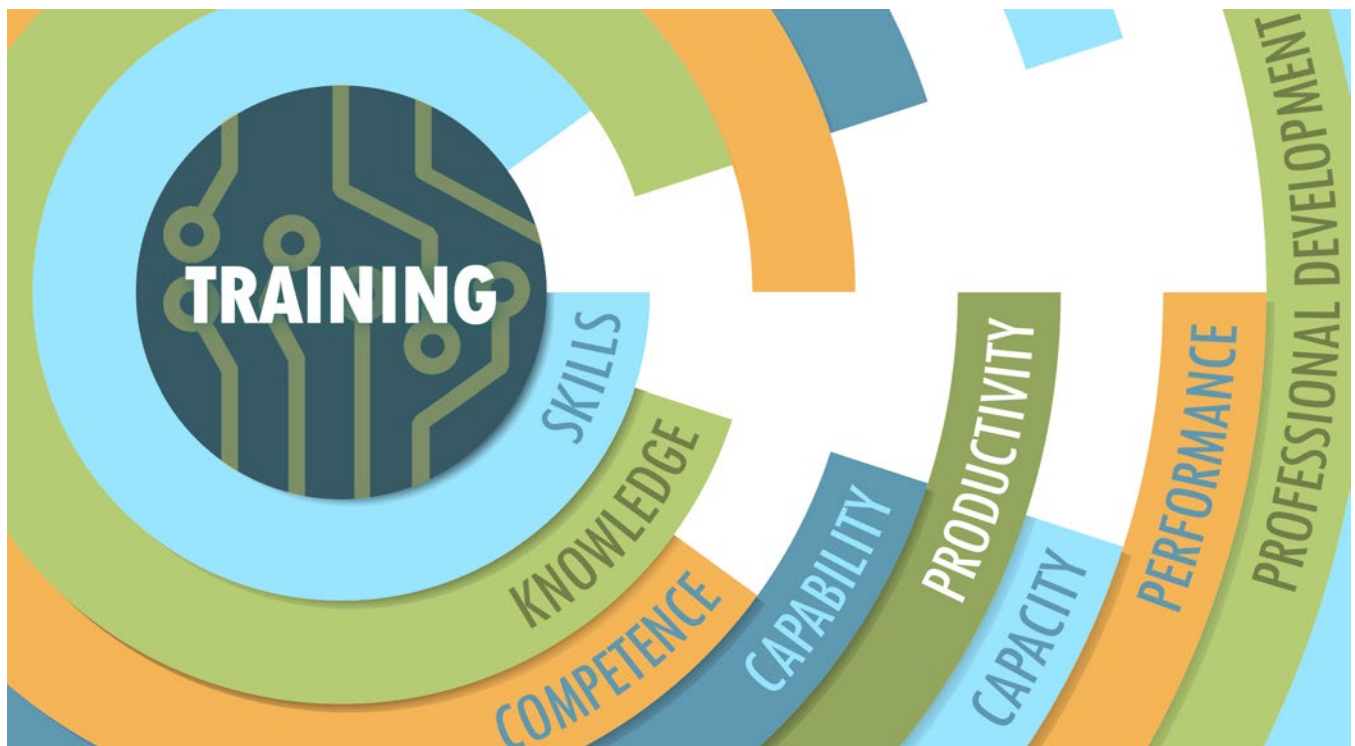 TRAINING
SKILLS
KNOWLEDGE
COMPETENCE
CAPABILITY
PRODUCTIVITY
CAPACITY
PERFORMANCE
PROFESSIONAL DEVELOPMENT